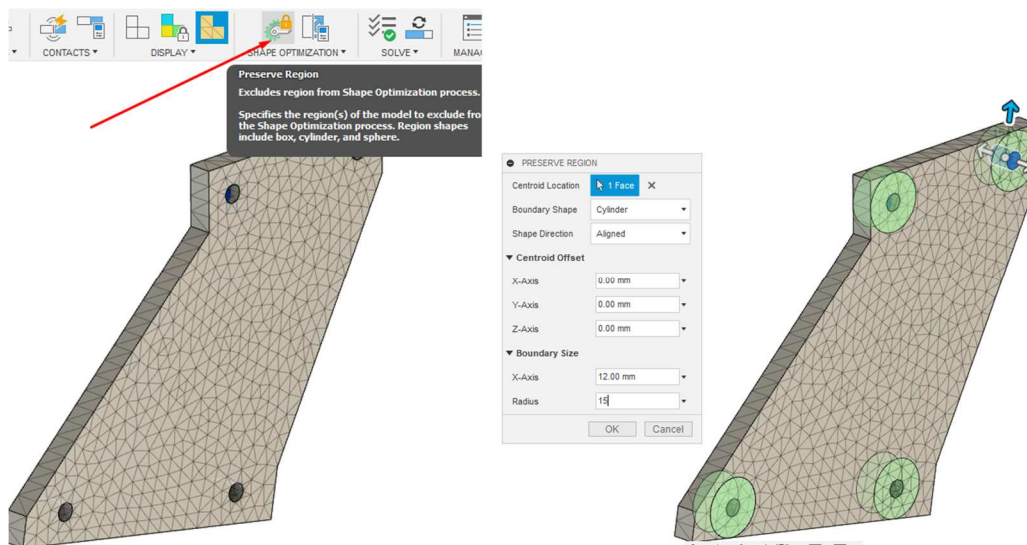 CONTACTS ▾
DISPLAY ▾
SHAPE OPTIMIZATION ▾
SOLVE ▾
Preserve Region
Excludes region from Shape Optimization process.
Specifies the region(s) of the model to exclude
the Shape Optimization process. Region shapes
include box, cylinder, and sphere.
PRESERVE REGION
Centroid Location 1 Face ✕
Boundary Shape Cylinder
Shape Direction Aligned
▼ Centroid Offset
X-Axis 0.00 mm
Y-Axis 0.00 mm
Z-Axis 0.00 mm
▼ Boundary Size
X-Axis 12.00 mm
Radius 15
OK Cancel